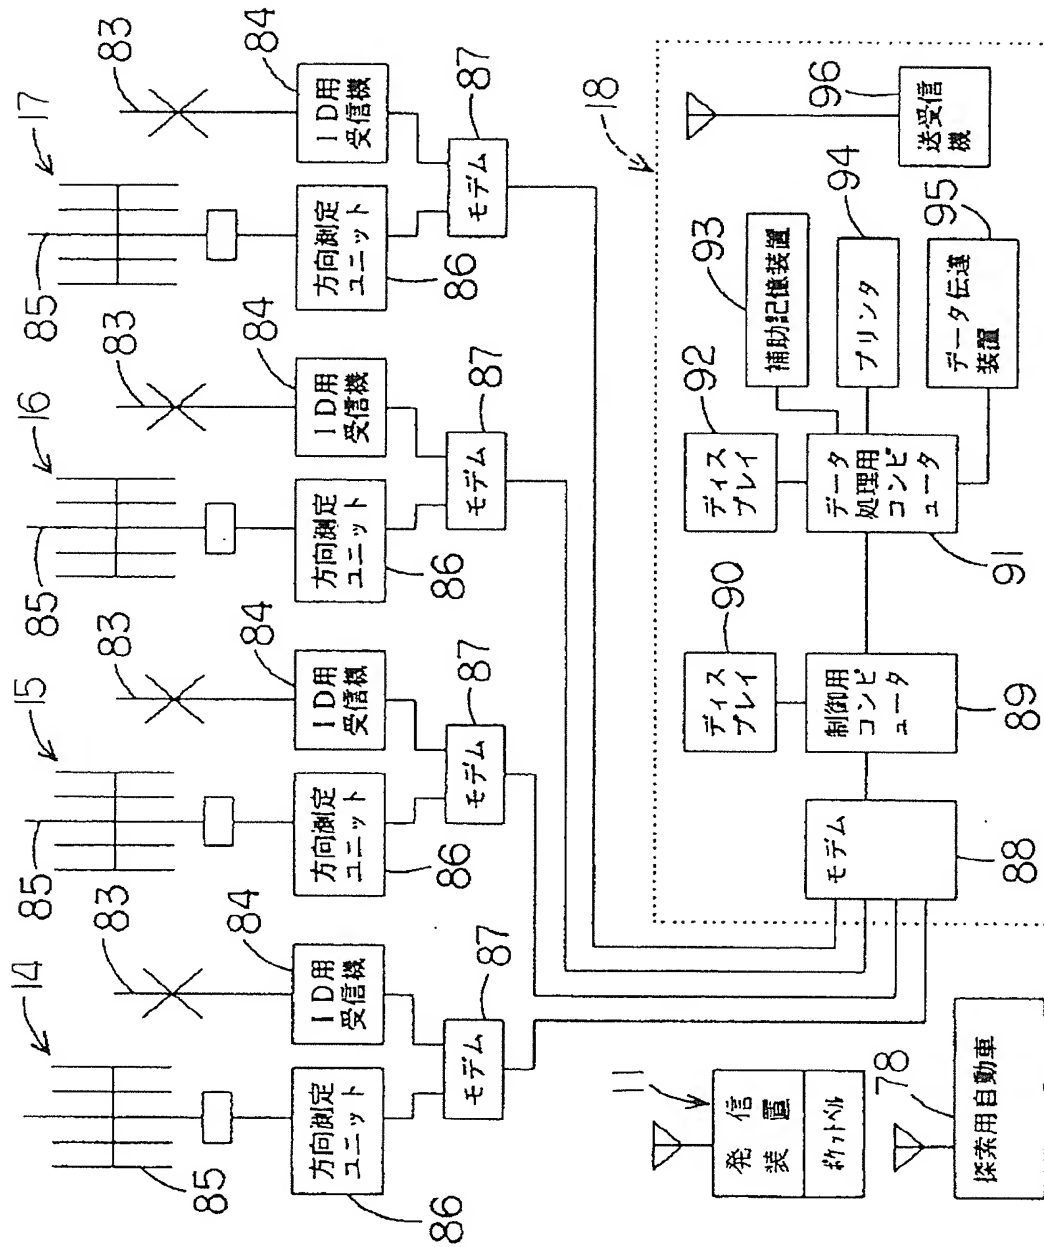 14
85
83
84
方向測定
ユニット
86
ID用
受信機
モデム
87
15
85
83
84
方向測定
ユニット
86
ID用
受信機
モデム
87
16
85
83
84
方向測定
ユニット
86
ID用
受信機
モデム
87
17
85
83
84
方向測定
ユニット
86
ID用
受信機
モデム
87
11
発信
装置
ポケットベル
78
探索用自動車
18
モデム
88
ディス
プレイ
90
制御用
コンピ
ュータ
89
ディス
プレイ
92
データ
処理用
コンピ
ュータ
91
補助記憶装置
93
プリンタ
94
データ伝達
装置
95
送受信
機
96